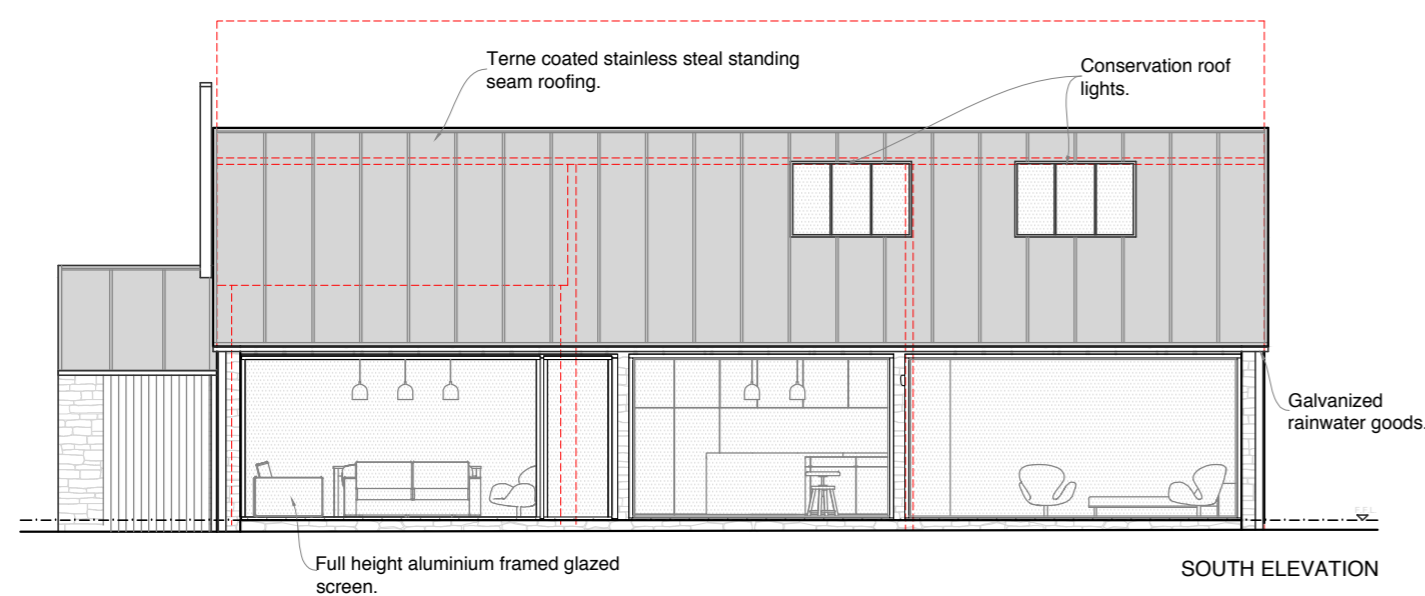 Terne coated stainless steal standing
seam roofing.
Conservation roof
lights.
Galvanized
rainwater goods.
FFL
Full height aluminium framed glazed
screen.
SOUTH ELEVATION